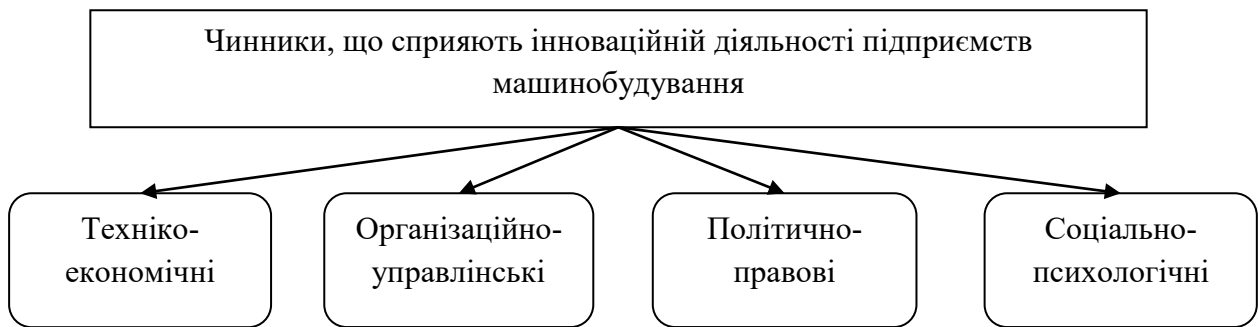 Чинники, що сприяють інноваційній діяльності підприємств
машинобудування
Техніко-
економічні
Організаційно-
управлінські
Політично-
правові
Соціально-
психологічні